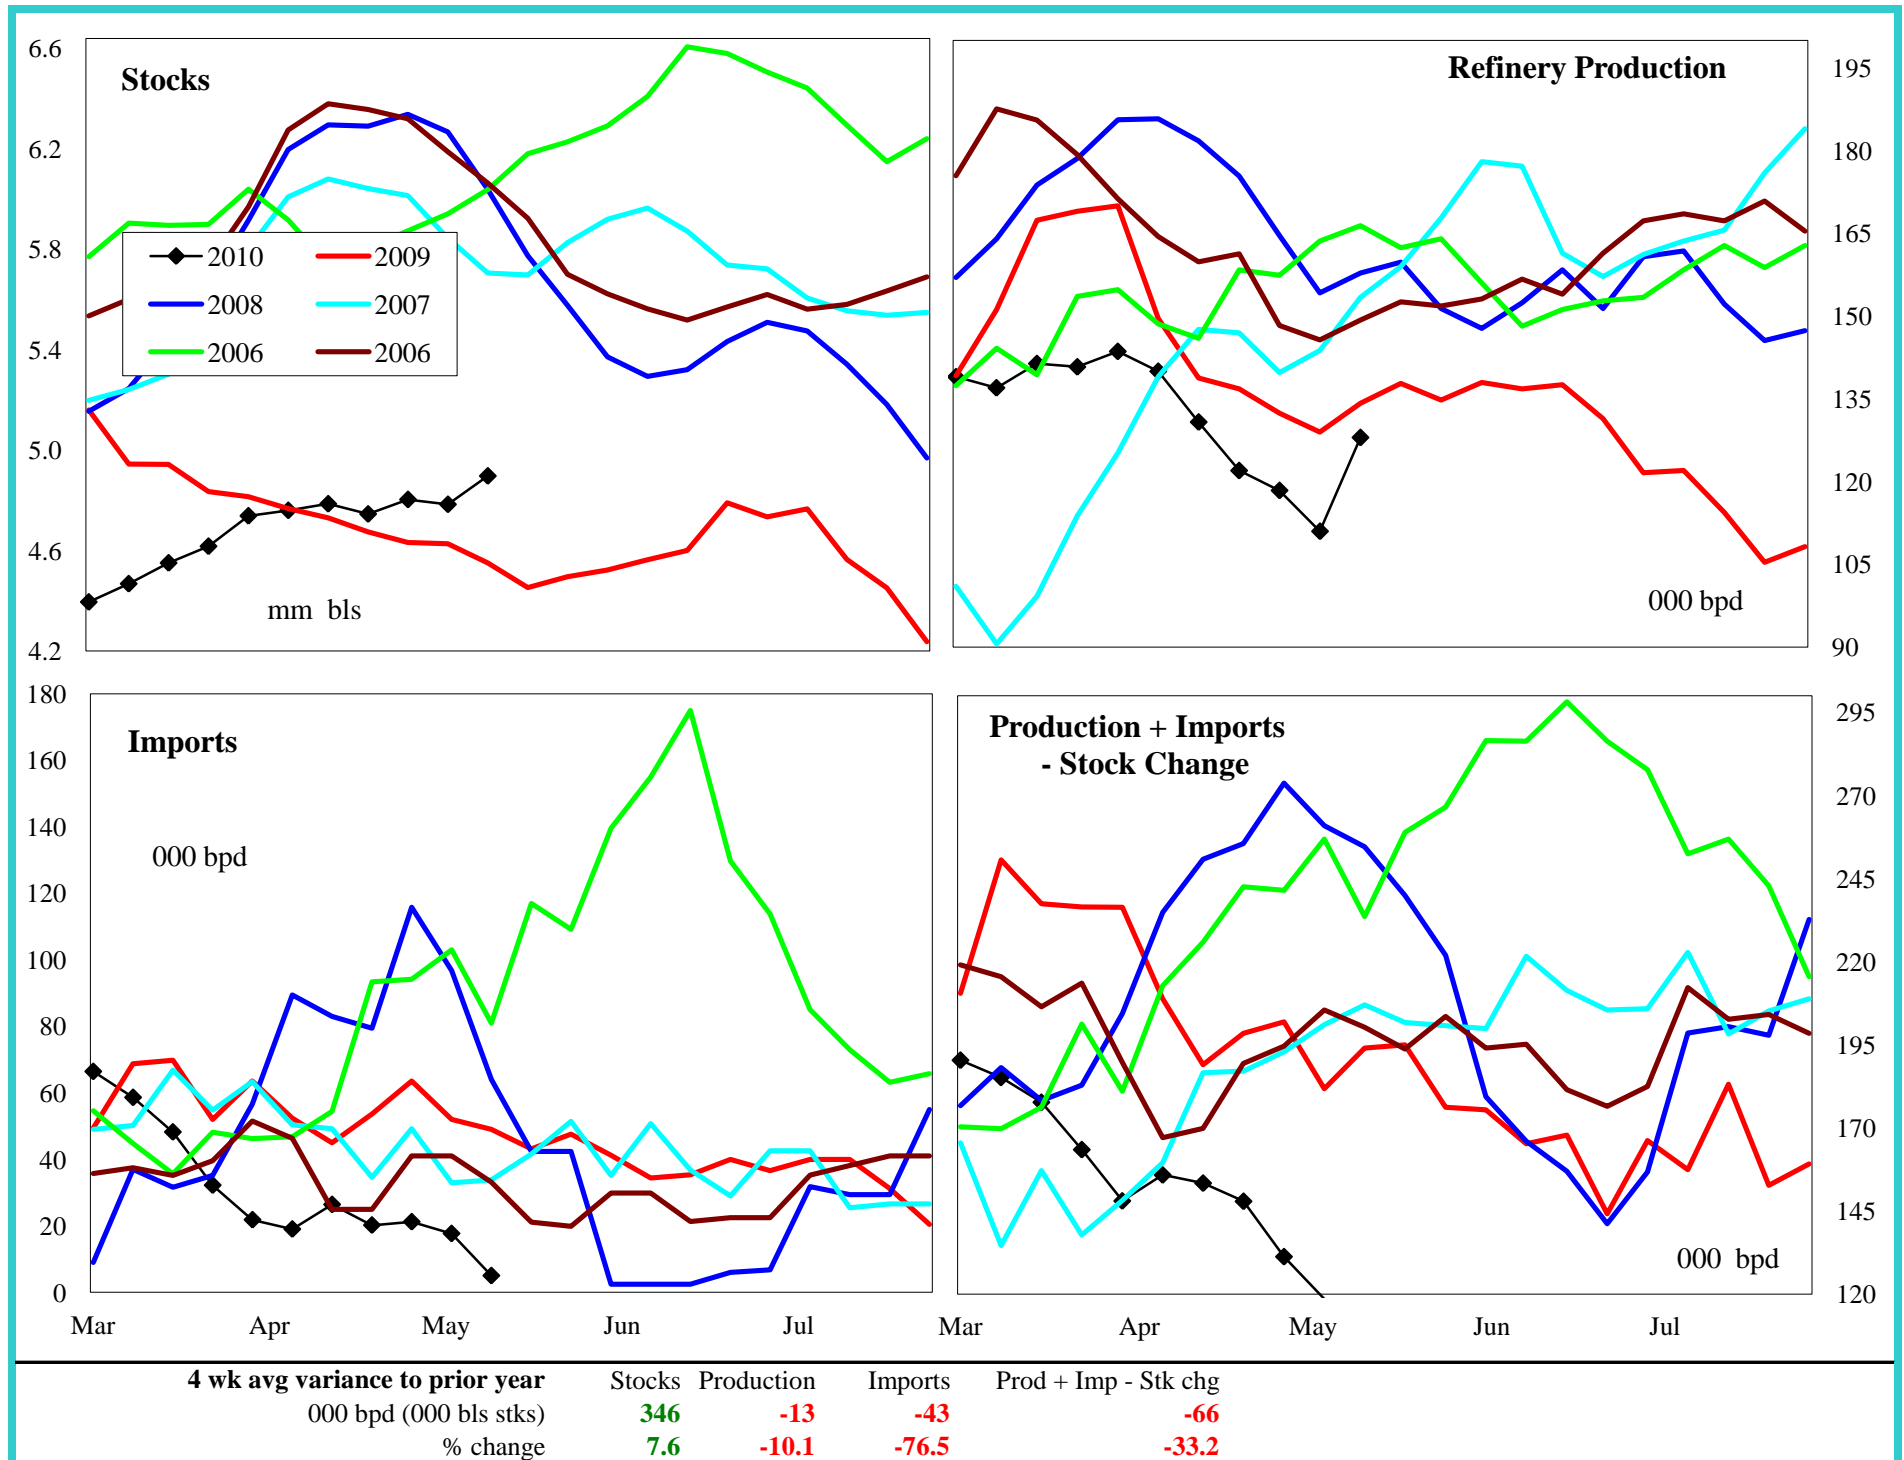 Stocks
6.6
6.2
5.8
5.4
5.0
4.6
4.2
2010 2009
2008 2007
2006 2006
mm bls
Refinery Production
195
180
165
150
135
120
105
90
000 bpd
Imports
180
160
140
120
100
80
60
40
20
0
000 bpd
Mar Apr May Jun Jul
Production + Imports
- Stock Change
295
270
245
220
195
170
145
120
000 bpd
Mar Apr May Jun Jul
4 wk avg variance to prior year Stocks Production Imports Prod + Imp - Stk chg
000 bpd (000 bls stks) 346 -13 -43 -66
% change 7.6 -10.1 -76.5 -33.2